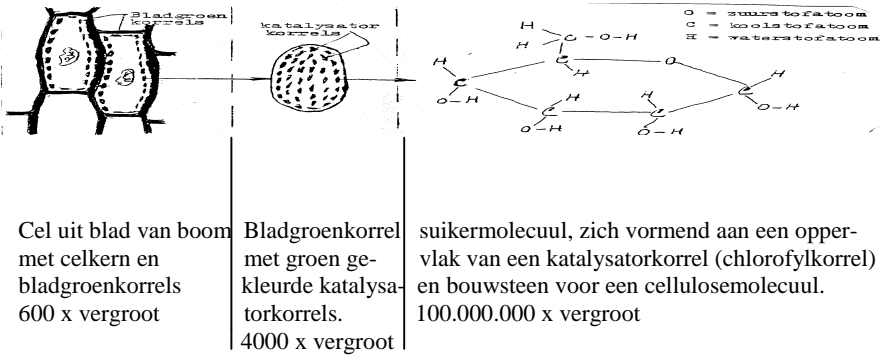 Bladgroen
korrels
katalysator
korrels
O = zuurstofatoom
C = koolstofatoom
H = waterstofatoom
H
H
C - O - H
H
C
O
H
H
C
C
O - H
H
C
O - H
H
C
O - H
H
C
O - H
Cel uit blad van boom
met celkern en
bladgroenkorrels
600 x vergroot
Bladgroenkorrel
met groen ge-
kleurde katalysa-
torkorrels.
4000 x vergroot
suikermolecuul, zich vormend aan een opper-
vlak van een katalysatorkorrel (chlorofylkorrel)
en bouwsteen voor een cellulosemolecuul.
100.000.000 x vergroot